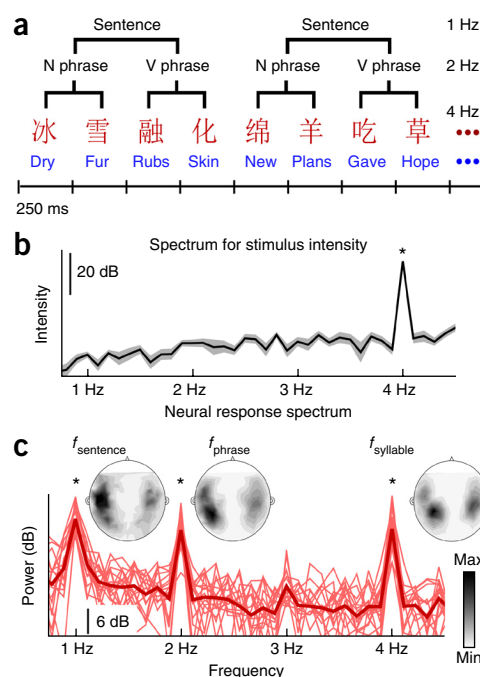 a
Sentence Sentence 1 Hz
N phrase V phrase N phrase V phrase 2 Hz
4 Hz
冰 雪 融 化 绵 羊 吃 草 •••
Dry Fur Rubs Skin New Plans Gave Hope •••
250 ms
b
Spectrum for stimulus intensity
*
20 dB
Intensity
1 Hz 2 Hz 3 Hz 4 Hz
Neural response spectrum
c
fsentence fphrase fsyllable
* * *
Power (dB)
6 dB
Max
Min
1 Hz 2 Hz 3 Hz 4 Hz
Frequency